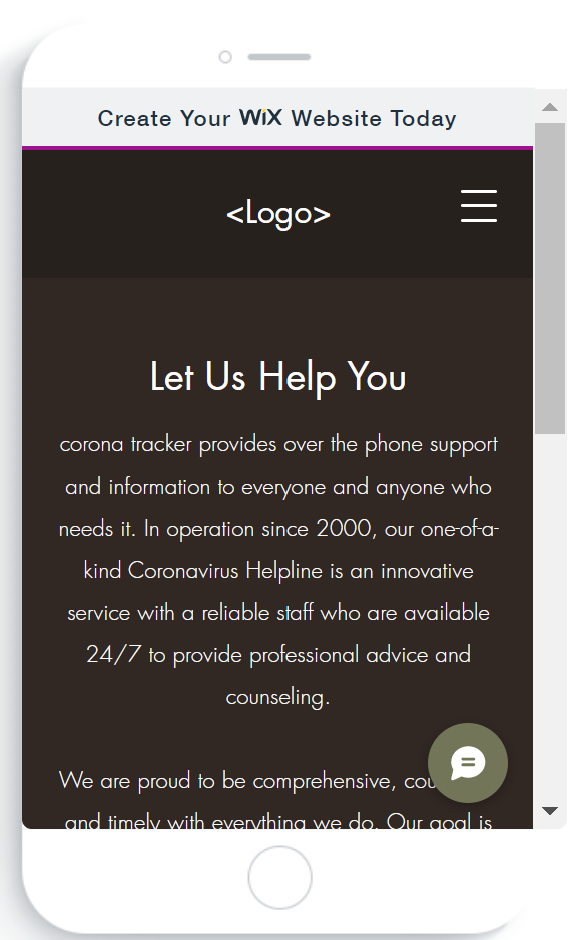 Create Your WiX Website Today
<Logo>
Let Us Help You
corona tracker provides over the phone support
and information to everyone and anyone who
needs it. In operation since 2000, our one-of-a-
kind Coronavirus Helpline is an innovative
service with a reliable staff who are available
24/7 to provide professional advice and
counseling.
We are proud to be comprehensive,
and timely with everything we do. Our goal is